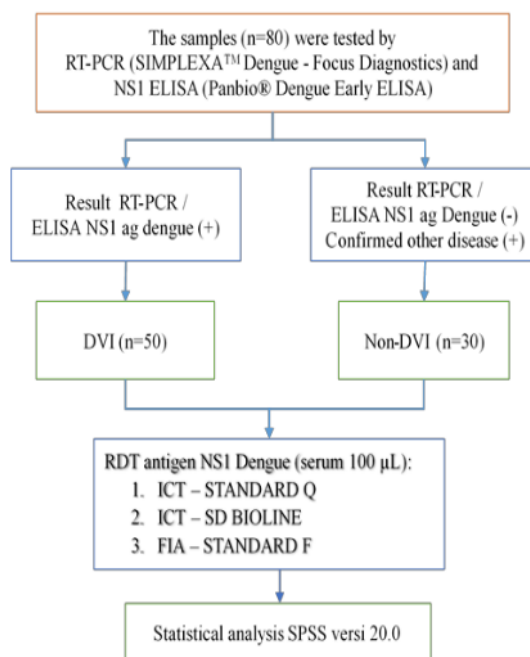 The samples (n=80) were tested by
RT-PCR (SIMPLEXA™ Dengue - Focus Diagnostics) and
NS1 ELISA (Panbio® Dengue Early ELISA)
Result RT-PCR /
ELISA NS1 ag dengue (+)
Result RT-PCR /
ELISA NS1 ag Dengue (-)
Confirmed other disease (+)
DVI (n=50)
Non-DVI (n=30)
RDT antigen NS1 Dengue (serum 100 µL):
1. ICT – STANDARD Q
2. ICT – SD BIOLINE
3. FIA – STANDARD F
Statistical analysis SPSS versi 20.0